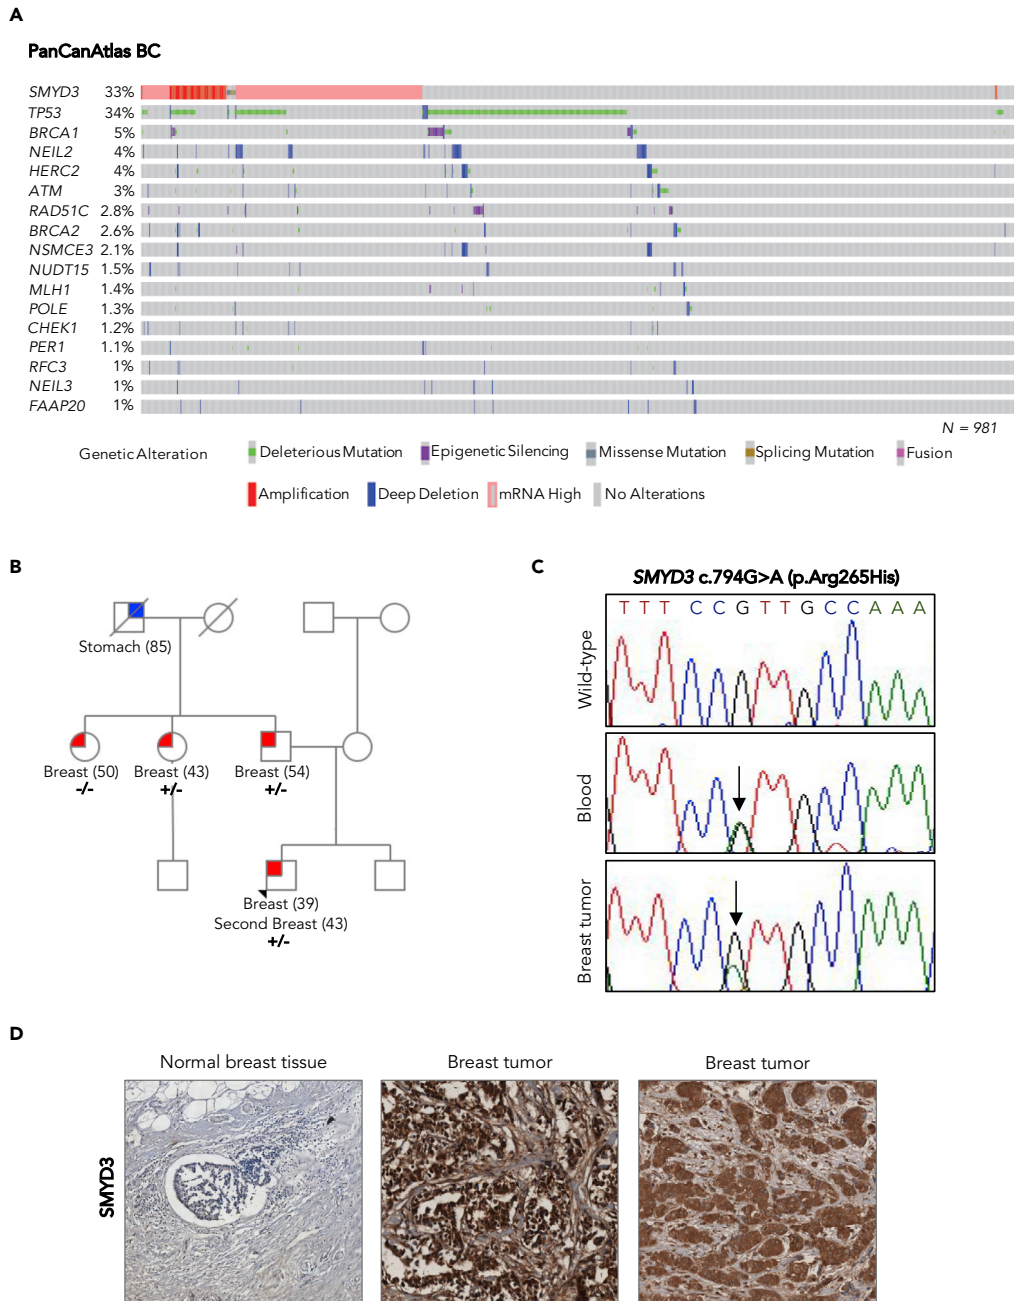 A
PanCanAtlas BC
SMYD3 33%
TP53 34%
BRCA1 5%
NEIL2 4%
HERC2 4%
ATM 3%
RAD51C 2.8%
BRCA2 2.6%
NSMCE3 2.1%
NUDT15 1.5%
MLH1 1.4%
POLE 1.3%
CHEK1 1.2%
PER1 1.1%
RFC3 1%
NEIL3 1%
FAAP20 1%
N = 981
Genetic Alteration Deleterious Mutation Epigenetic Silencing Missense Mutation Splicing Mutation Fusion
Amplification Deep Deletion mRNA High No Alterations
B
Stomach (85)
Breast (50) Breast (43) Breast (54)
-/- +/- +/-
Breast (39)
Second Breast (43)
+/-
C
SMYD3 c.794G>A (p.Arg265His)
T T T C C G T T G C C A A A
Wild-type
Blood
Breast tumor
D
Normal breast tissue Breast tumor Breast tumor
SMYD3